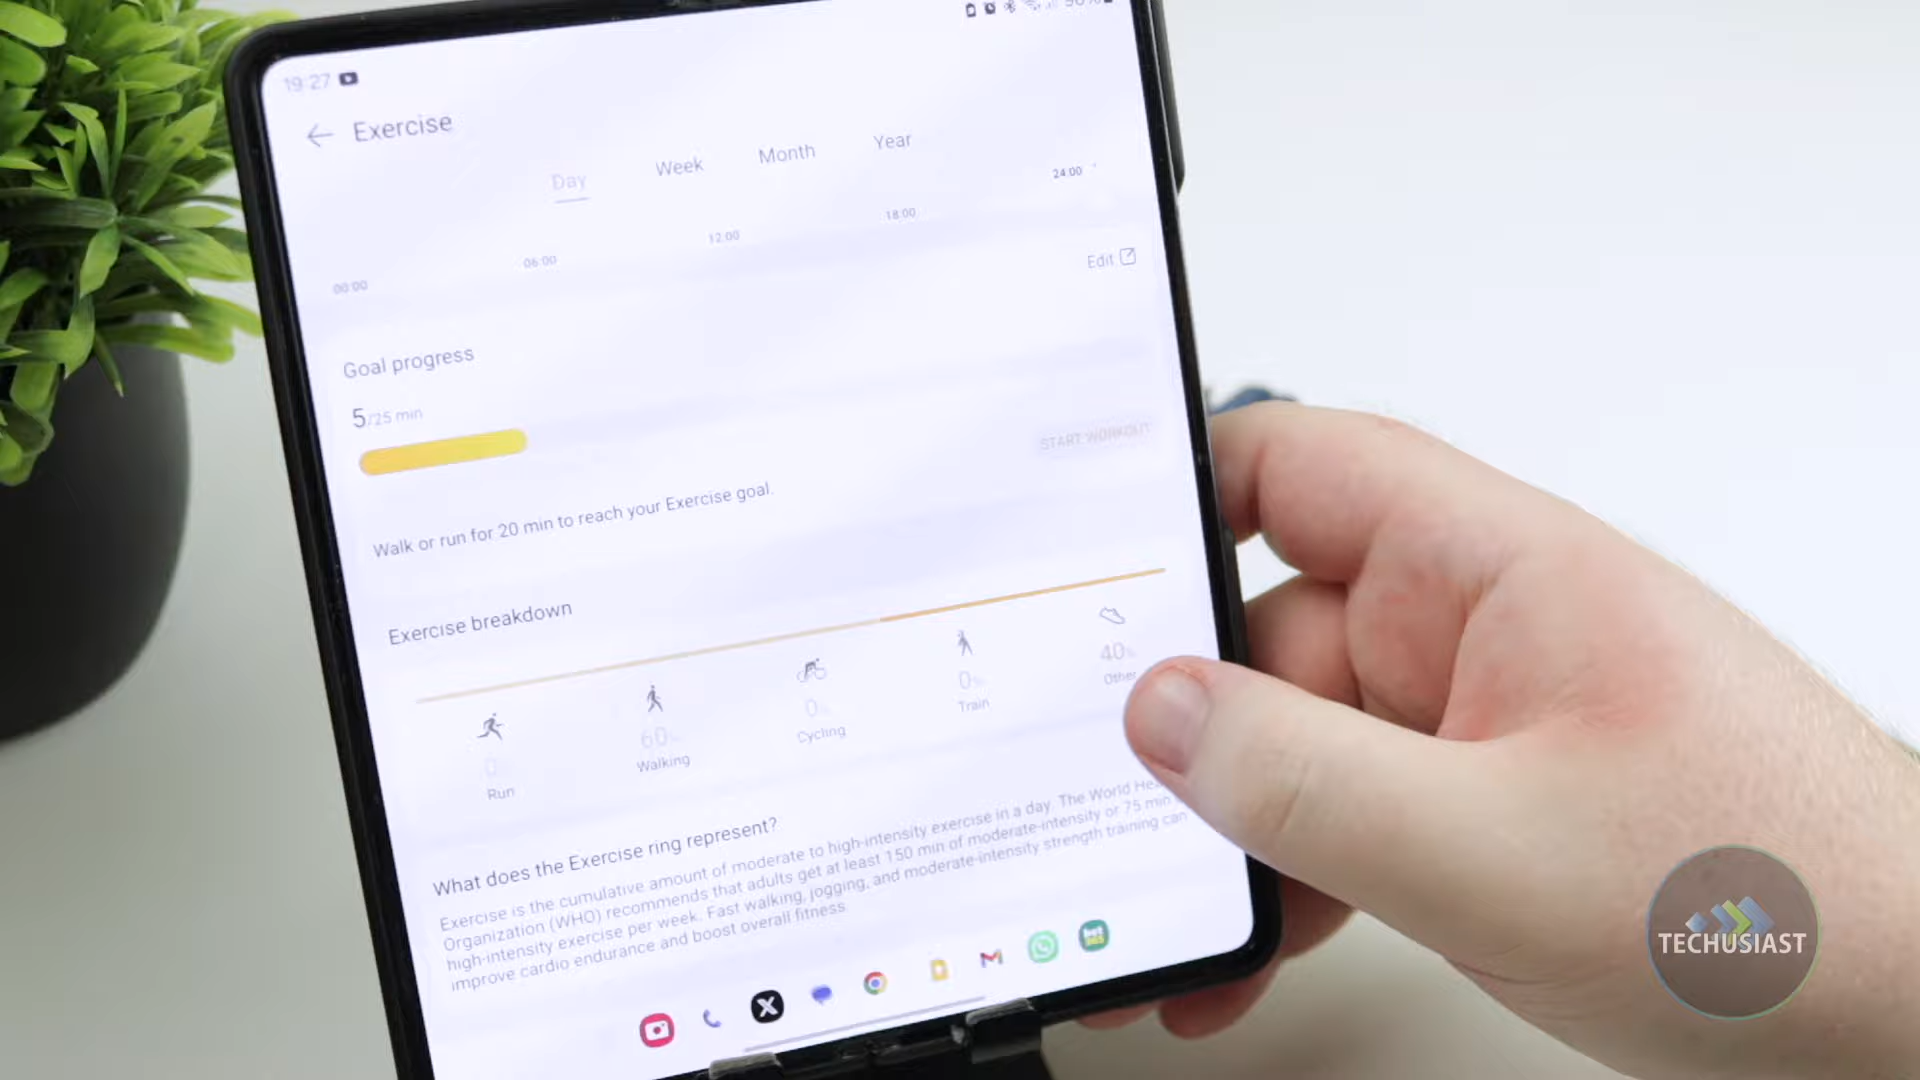 19:27
Exercise
Day Week Month Year
00:00 06:00 12:00 18:00 24:00
Edit
Goal progress
5/25 min
START WORKOUT
Walk or run for 20 min to reach your Exercise goal.
Exercise breakdown
0 60% 0% 0% 40%
Run Walking Cycling Train Other
What does the Exercise ring represent?
Exercise is the cumulative amount of moderate to high-intensity exercise in a day. The World
Organization (WHO) recommends that adults get at least 150 min of moderate-intensity or 75 min
high-intensity exercise per week. Fast walking, jogging, and moderate-intensity strength training can
improve cardio endurance and boost overall fitness.
bet365
TECHUSIAST